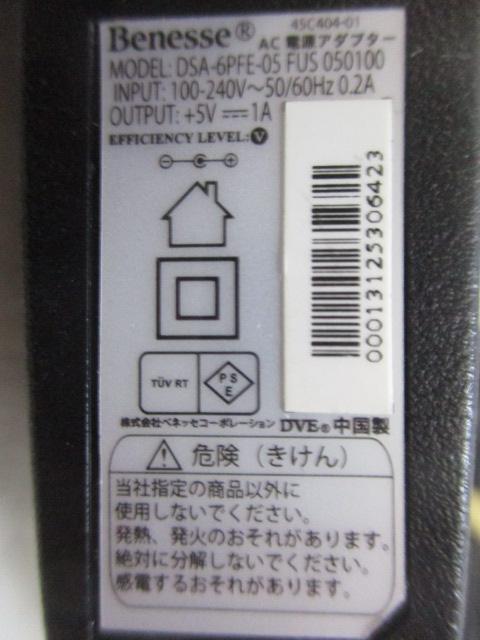 45C404-01
Benesse® AC 電源アダプター
MODEL: DSA-6PFE-05 FUS 050100
INPUT: 100-240V～50/60Hz 0.2A
OUTPUT: +5V ⎓ 1A
EFFICIENCY LEVEL: V
00013125306423
TÜV RT
P S E
株式会社ベネッセコーポレーション DVE® 中国製
危険（きけん）
当社指定の商品以外に
使用しないでください。
発熱、発火のおそれがあります。
絶対に分解しないでください。
感電するおそれがあります。